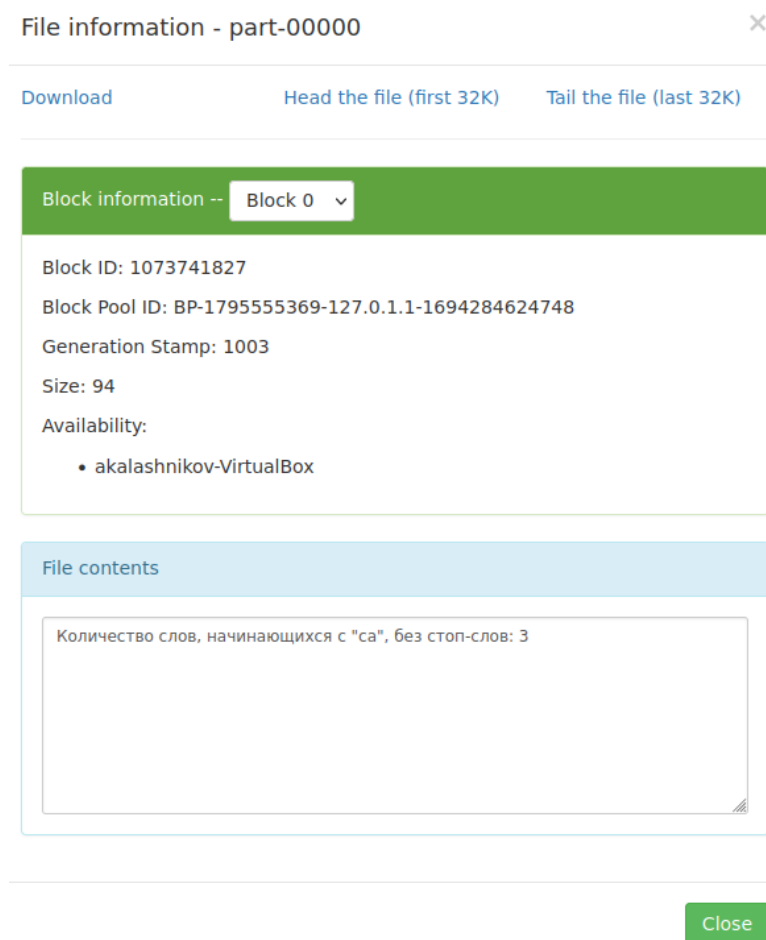 File information - part-00000
×
Download
Head the file (first 32K)
Tail the file (last 32K)
Block information -- Block 0
Block ID: 1073741827
Block Pool ID: BP-1795555369-127.0.1.1-1694284624748
Generation Stamp: 1003
Size: 94
Availability:
• akalashnikov-VirtualBox
File contents
Количество слов, начинающихся с "са", без стоп-слов: 3
Close